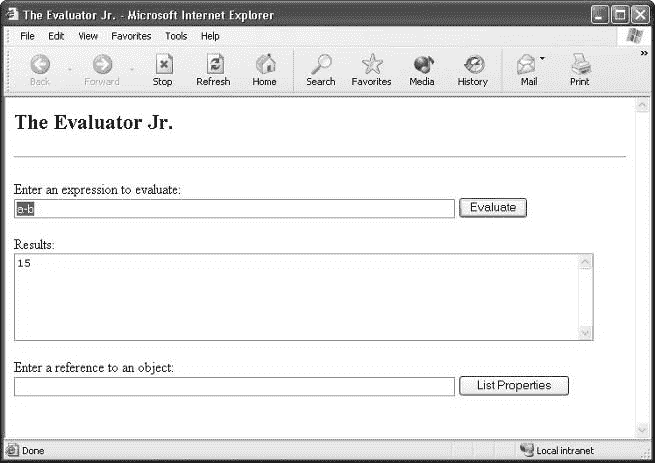 The Evaluator Jr. - Microsoft Internet Explorer
File Edit View Favorites Tools Help
Back Forward Stop Refresh Home Search Favorites Media History Mail Print
The Evaluator Jr.
Enter an expression to evaluate:
a-b Evaluate
Results:
15
Enter a reference to an object:
List Properties
Done Local intranet